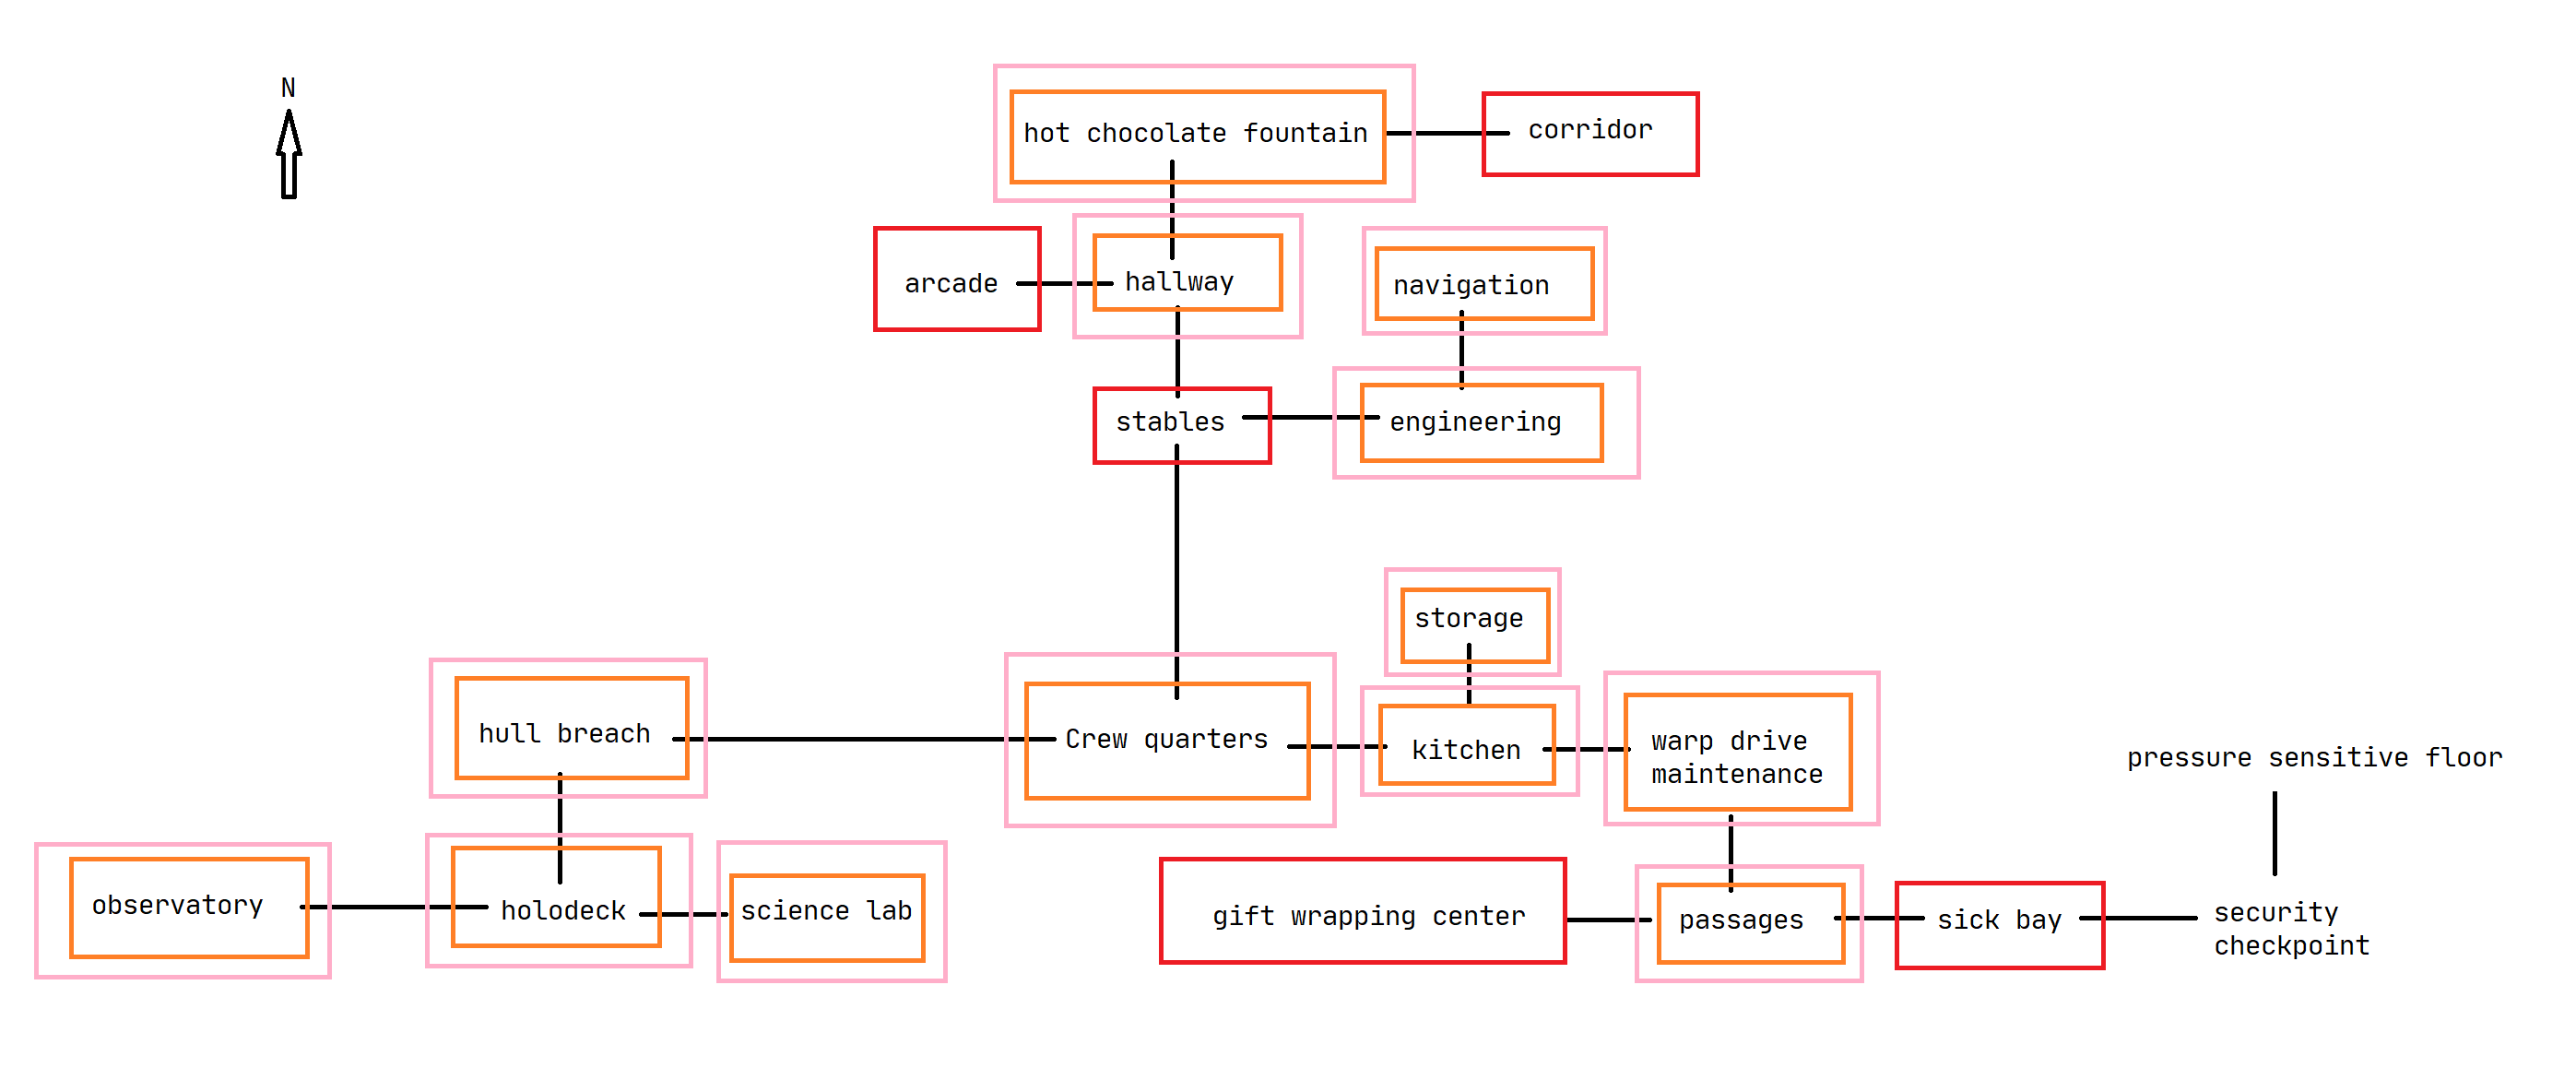 N
hot chocolate fountain
corridor
arcade
hallway
navigation
stables
engineering
storage
hull breach
Crew quarters
kitchen
warp drive
maintenance
pressure sensitive floor
observatory
holodeck
science lab
gift wrapping center
passages
sick bay
security
checkpoint